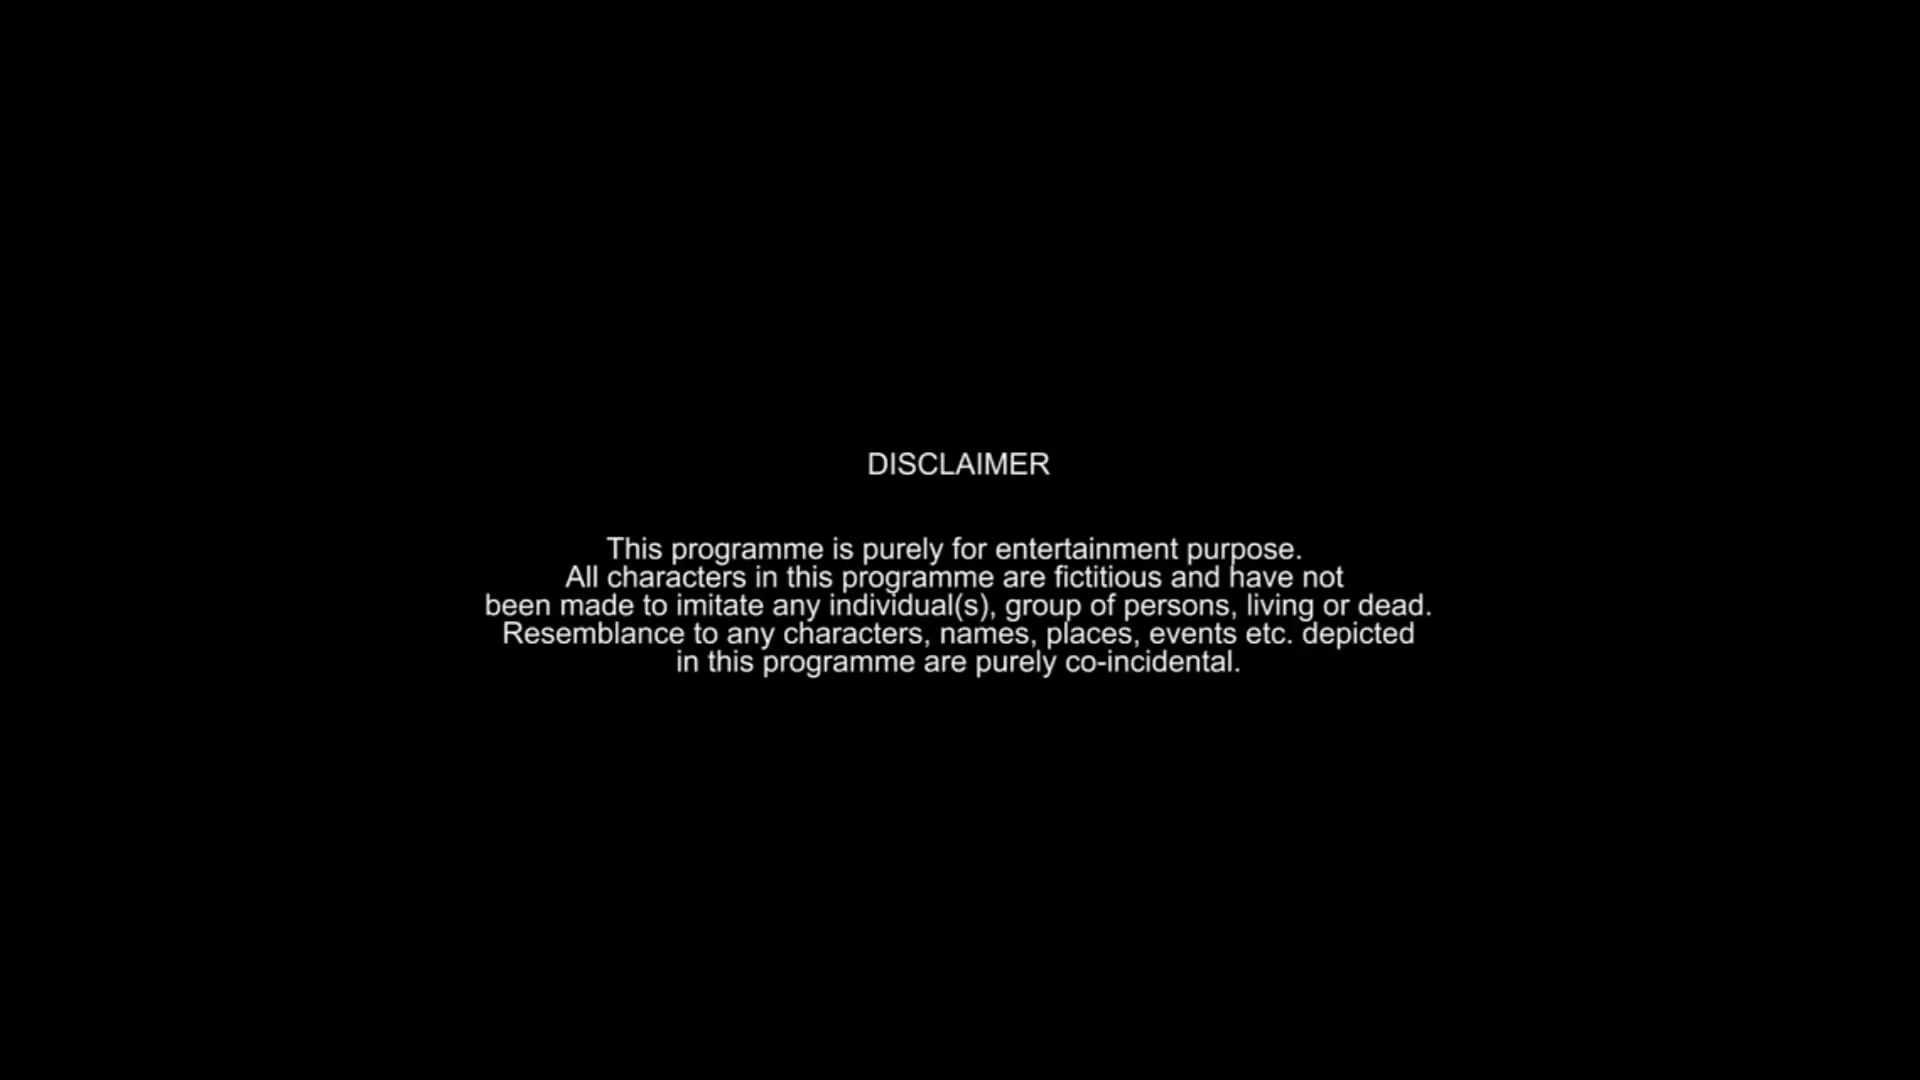 DISCLAIMER
This programme is purely for entertainment purpose.
All characters in this programme are fictitious and have not
been made to imitate any individual(s), group of persons, living or dead.
Resemblance to any characters, names, places, events etc. depicted
in this programme are purely co-incidental.